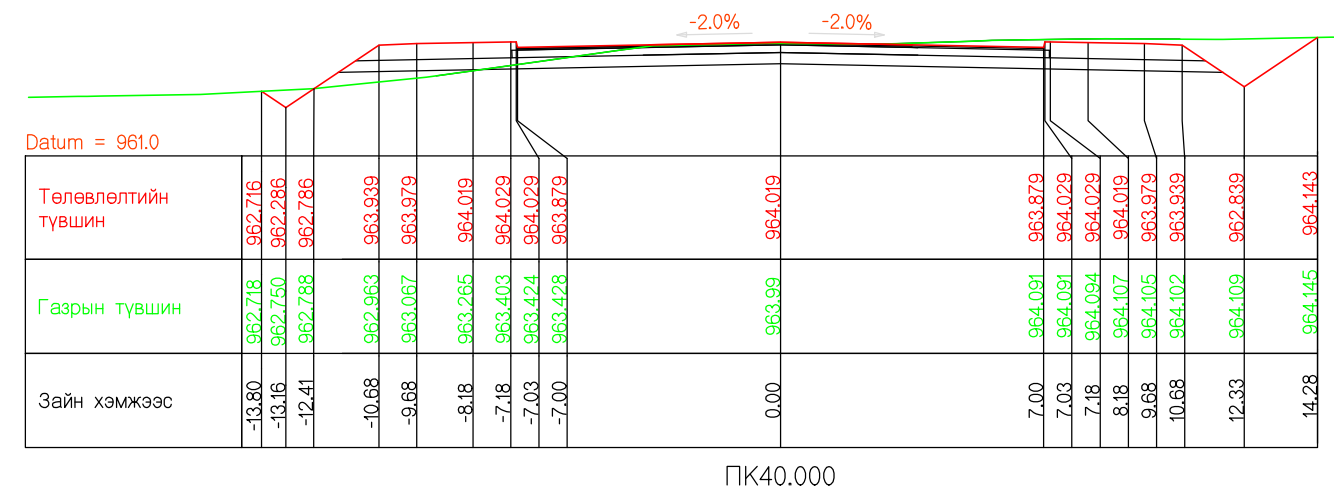 -2.0% -2.0%
Datum = 961.0
Төлөвлөлтийн
түвшин
962.716 962.286 962.786 963.939 963.979 964.019 964.029 964.029 963.879 964.019 963.879 964.029 964.029 964.019 963.979 963.939 962.839 964.143
Газрын түвшин
962.718 962.750 962.788 962.963 963.067 963.265 963.403 963.424 963.428 963.99 964.091 964.091 964.094 964.107 964.105 964.102 964.109 964.145
Зайн хэмжээс
-13.80 -13.16 -12.41 -10.68 -9.68 -8.18 -7.18 -7.03 -7.00 0.00 7.00 7.03 7.18 8.18 9.68 10.68 12.33 14.28
ПК40.000